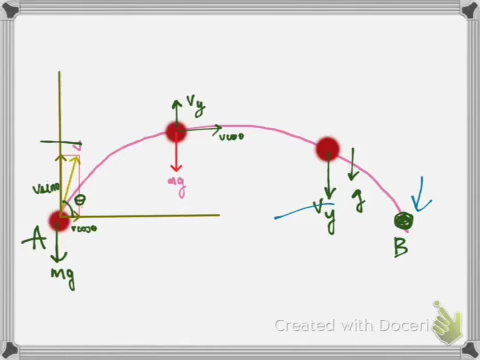 Vy
vcosθ
mg
v
vsinθ
θ
vcosθ
A
mg
Vy
g
B
Created with Doceri